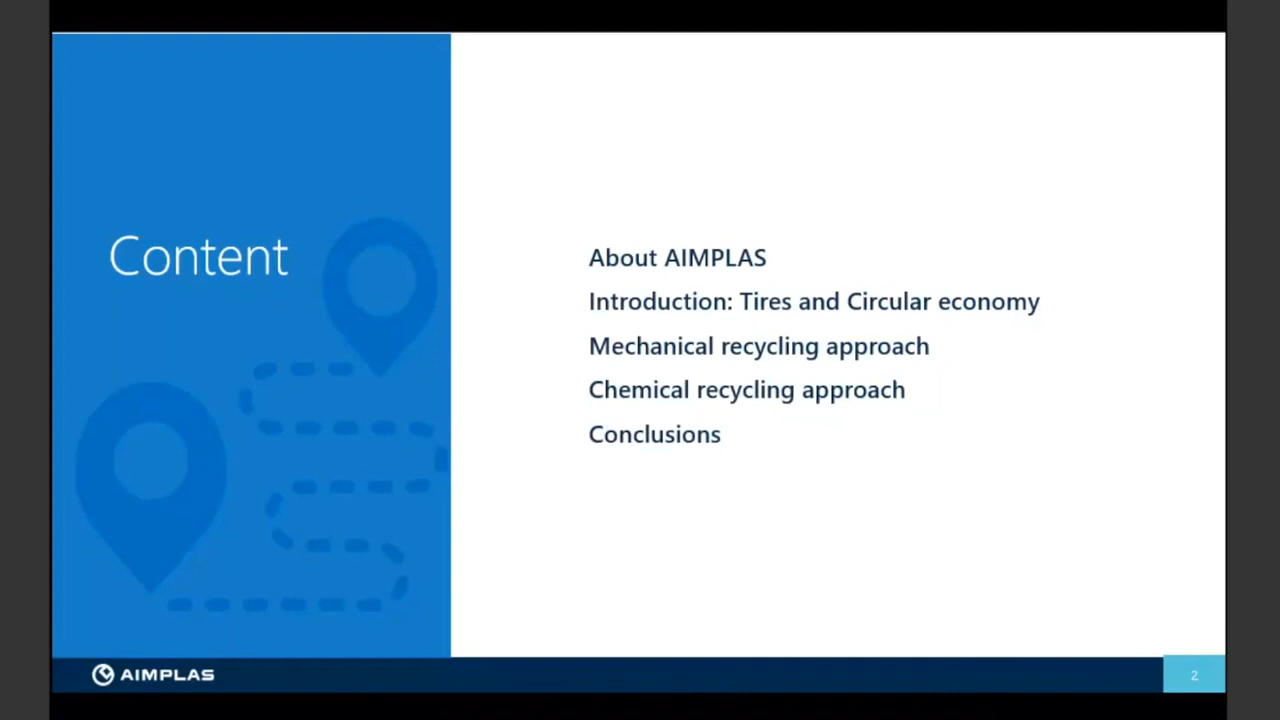 Content
About AIMPLAS
Introduction: Tires and Circular economy
Mechanical recycling approach
Chemical recycling approach
Conclusions
AIMPLAS
2